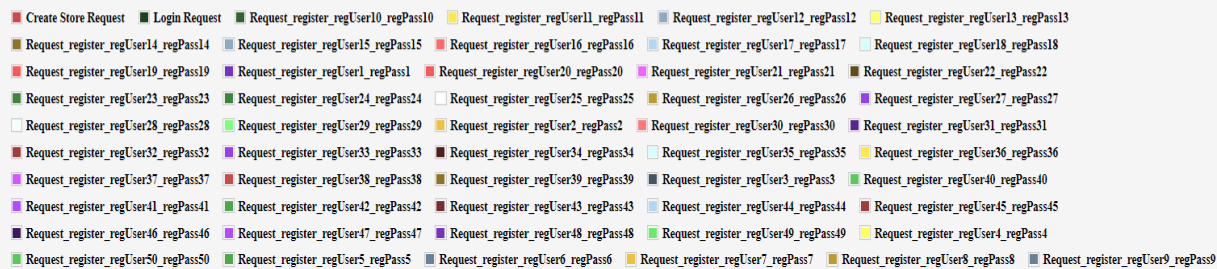 Create Store Request Login Request Request_register_regUser10_regPass10 Request_register_regUser11_regPass11 Request_register_regUser12_regPass12 Request_register_regUser13_regPass13
Request_register_regUser14_regPass14 Request_register_regUser15_regPass15 Request_register_regUser16_regPass16 Request_register_regUser17_regPass17 Request_register_regUser18_regPass18
Request_register_regUser19_regPass19 Request_register_regUser1_regPass1 Request_register_regUser20_regPass20 Request_register_regUser21_regPass21 Request_register_regUser22_regPass22
Request_register_regUser23_regPass23 Request_register_regUser24_regPass24 Request_register_regUser25_regPass25 Request_register_regUser26_regPass26 Request_register_regUser27_regPass27
Request_register_regUser28_regPass28 Request_register_regUser29_regPass29 Request_register_regUser2_regPass2 Request_register_regUser30_regPass30 Request_register_regUser31_regPass31
Request_register_regUser32_regPass32 Request_register_regUser33_regPass33 Request_register_regUser34_regPass34 Request_register_regUser35_regPass35 Request_register_regUser36_regPass36
Request_register_regUser37_regPass37 Request_register_regUser38_regPass38 Request_register_regUser39_regPass39 Request_register_regUser3_regPass3 Request_register_regUser40_regPass40
Request_register_regUser41_regPass41 Request_register_regUser42_regPass42 Request_register_regUser43_regPass43 Request_register_regUser44_regPass44 Request_register_regUser45_regPass45
Request_register_regUser46_regPass46 Request_register_regUser47_regPass47 Request_register_regUser48_regPass48 Request_register_regUser49_regPass49 Request_register_regUser4_regPass4
Request_register_regUser50_regPass50 Request_register_regUser5_regPass5 Request_register_regUser6_regPass6 Request_register_regUser7_regPass7 Request_register_regUser8_regPass8 Request_register_regUser9_regPass9